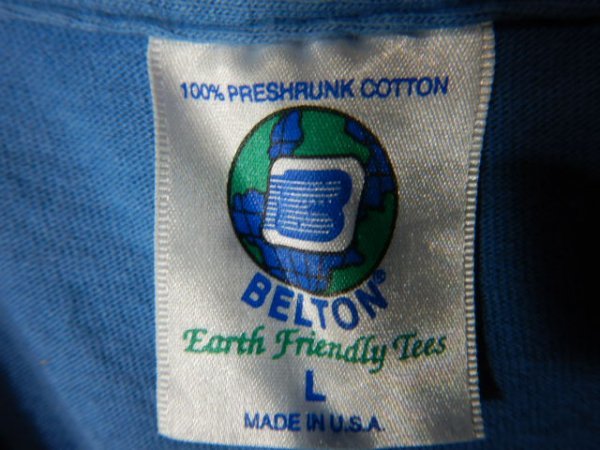 100% PRESHRUNK COTTON
B
BELTON®
Earth Friendly Tees
L
MADE IN U.S.A.